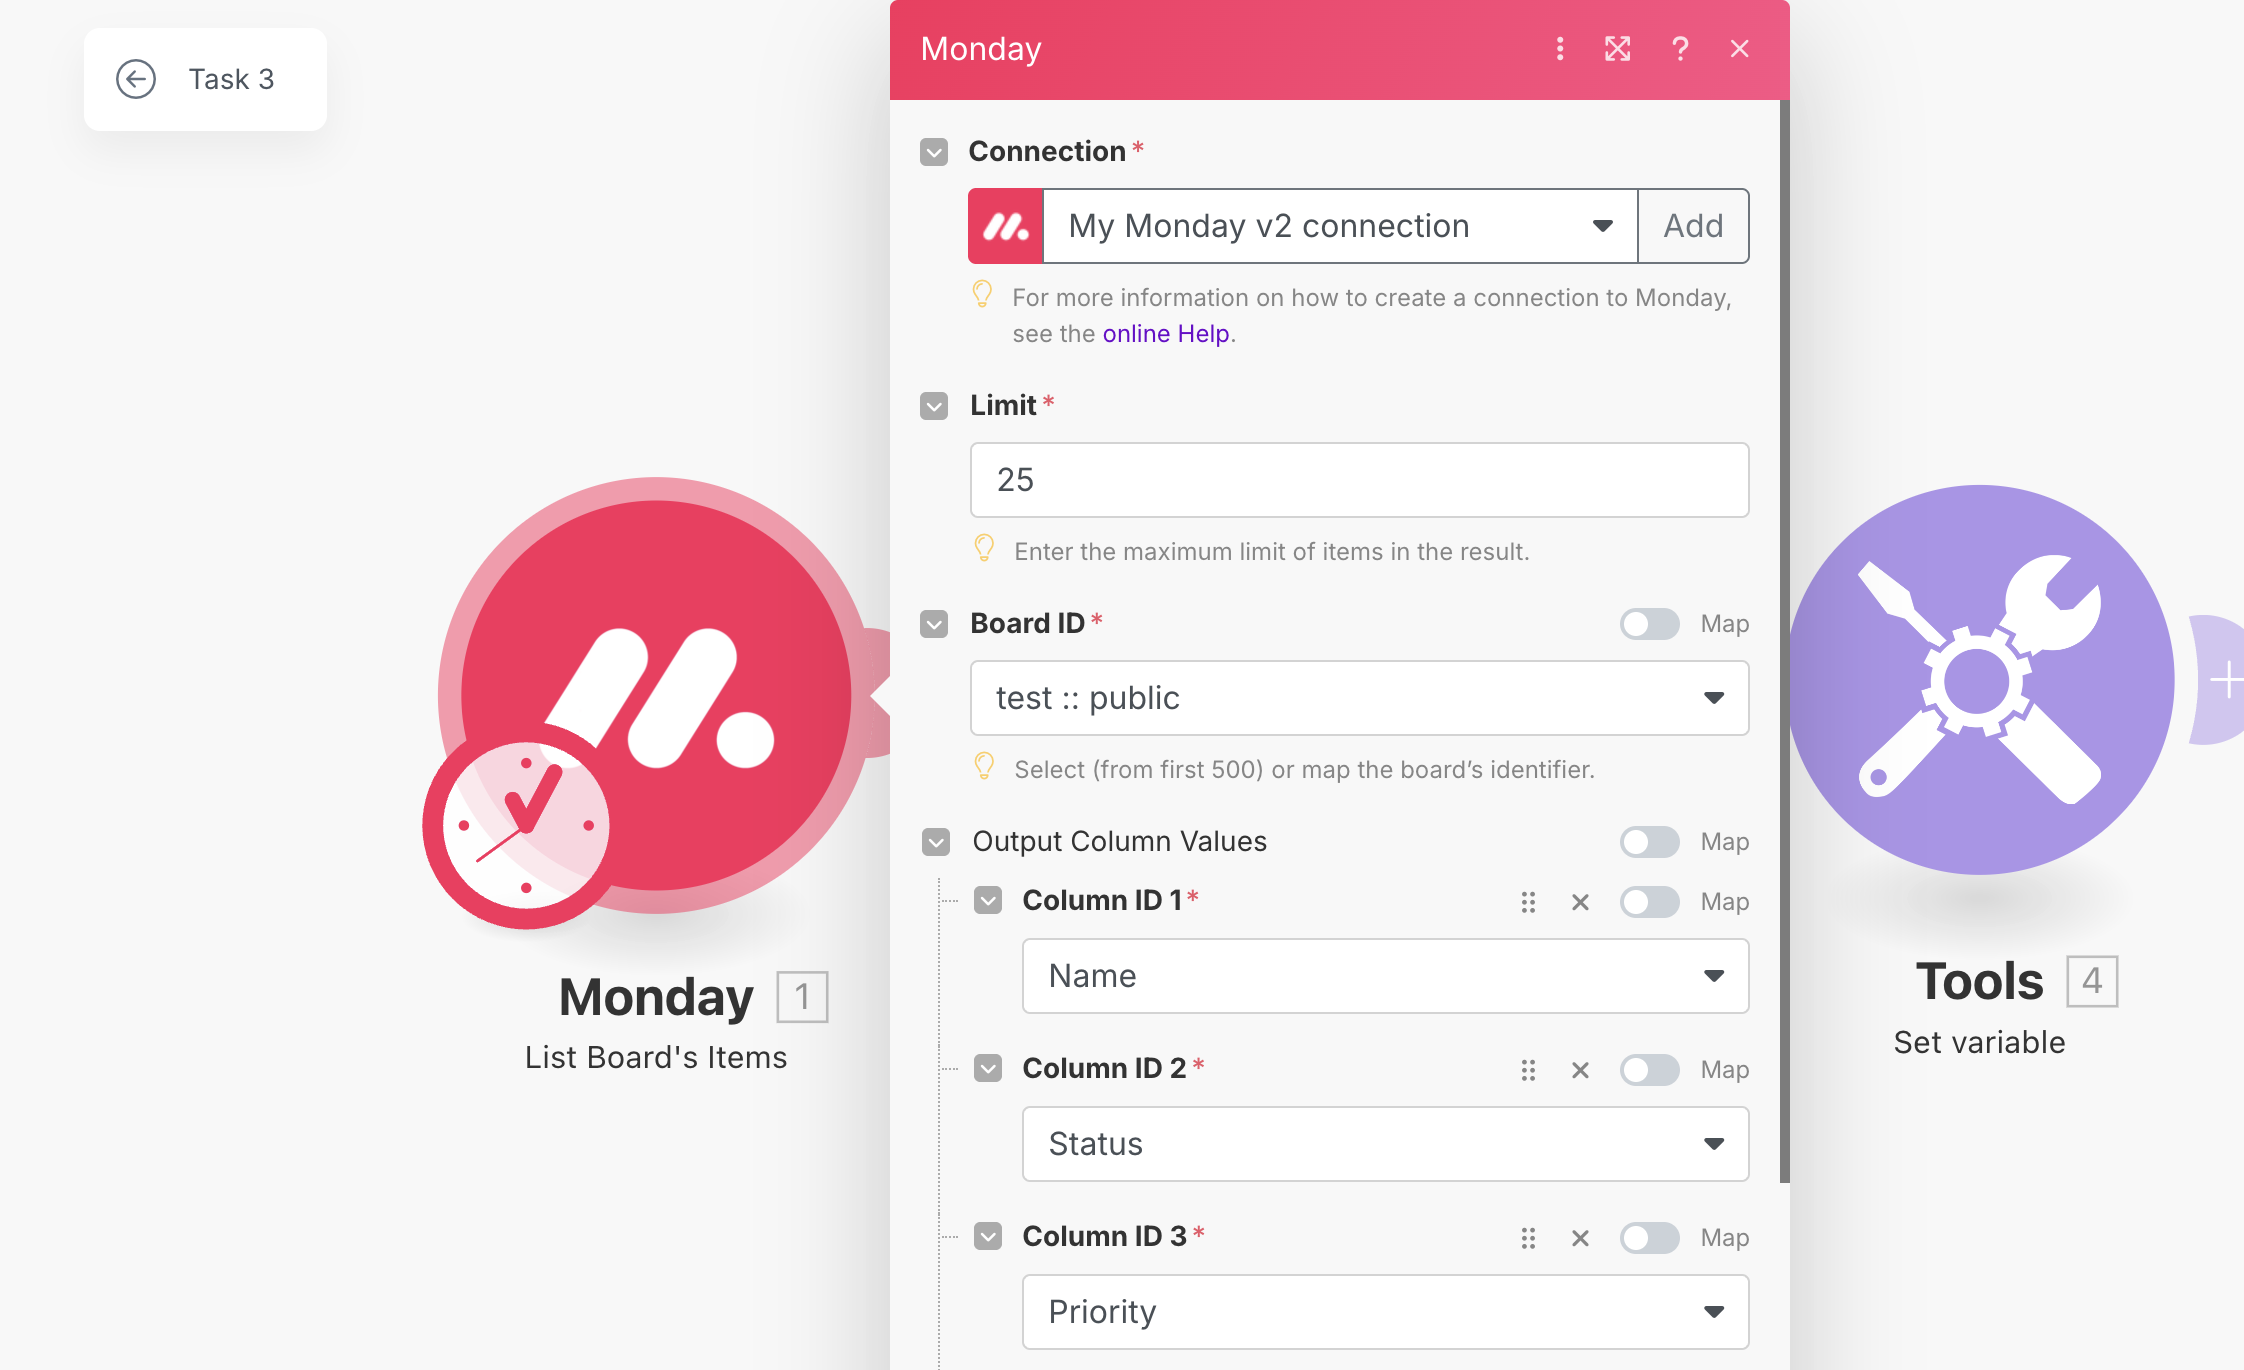 Task 3
Monday
?
Connection *
My Monday v2 connection
Add
For more information on how to create a connection to Monday,
see the online Help.
Limit *
25
Enter the maximum limit of items in the result.
Board ID *
Map
test :: public
Select (from first 500) or map the board’s identifier.
Output Column Values
Map
Column ID 1 *
Map
Name
Column ID 2 *
Map
Status
Column ID 3 *
Map
Priority
Monday 1
List Board's Items
Tools 4
Set variable